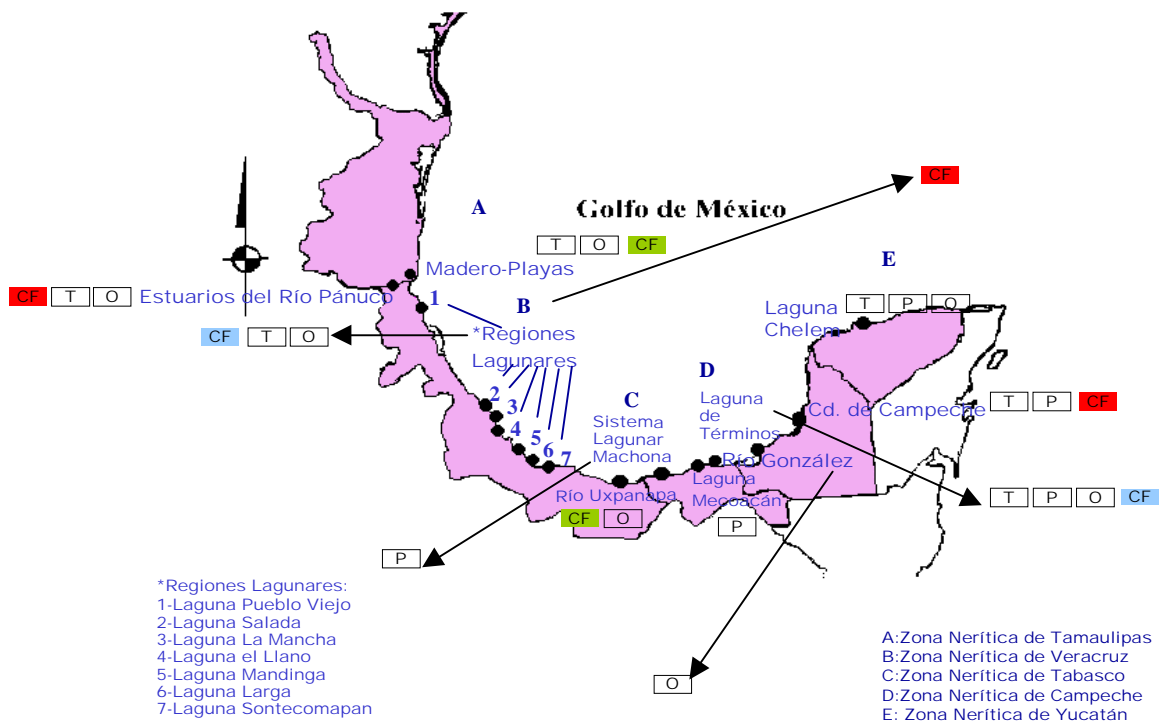 CF
A
Golfo de México
T O CF
E
Madero-Playas
CF T O Estuarios del Río Pánuco
1
B
Laguna
Chelem
T P O
CF T O
*Regiones
Lagunares
D
2
3
4
5
6
7
C
Sistema
Lagunar
Machona
Laguna
de
Términos
Cd. de Campeche
T P CF
Río González
Río Uxpanapa
CF O
Laguna
Mecoacán
P
T P O CF
P
O
*Regiones Lagunares:
1-Laguna Pueblo Viejo
2-Laguna Salada
3-Laguna La Mancha
4-Laguna el Llano
5-Laguna Mandinga
6-Laguna Larga
7-Laguna Sontecomapan
A:Zona Nerítica de Tamaulipas
B:Zona Nerítica de Veracruz
C:Zona Nerítica de Tabasco
D:Zona Nerítica de Campeche
E: Zona Nerítica de Yucatán